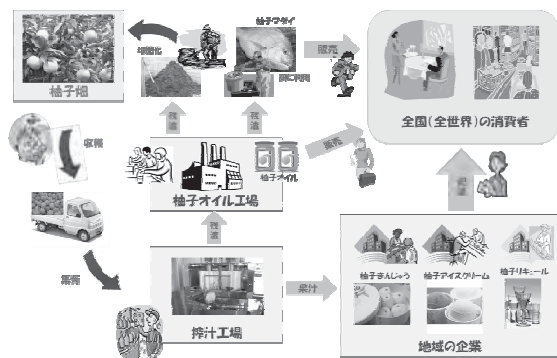 柚子畑
堆肥化
柚子マダイ
餌に利用
販売
全国(全世界)の消費者
収穫
残渣
残渣
柚子オイル
販売
柚子オイル工場
残渣
搾汁工場
果汁
柚子まんじゅう
柚子アイスクリーム
柚子リキュール
地域の企業